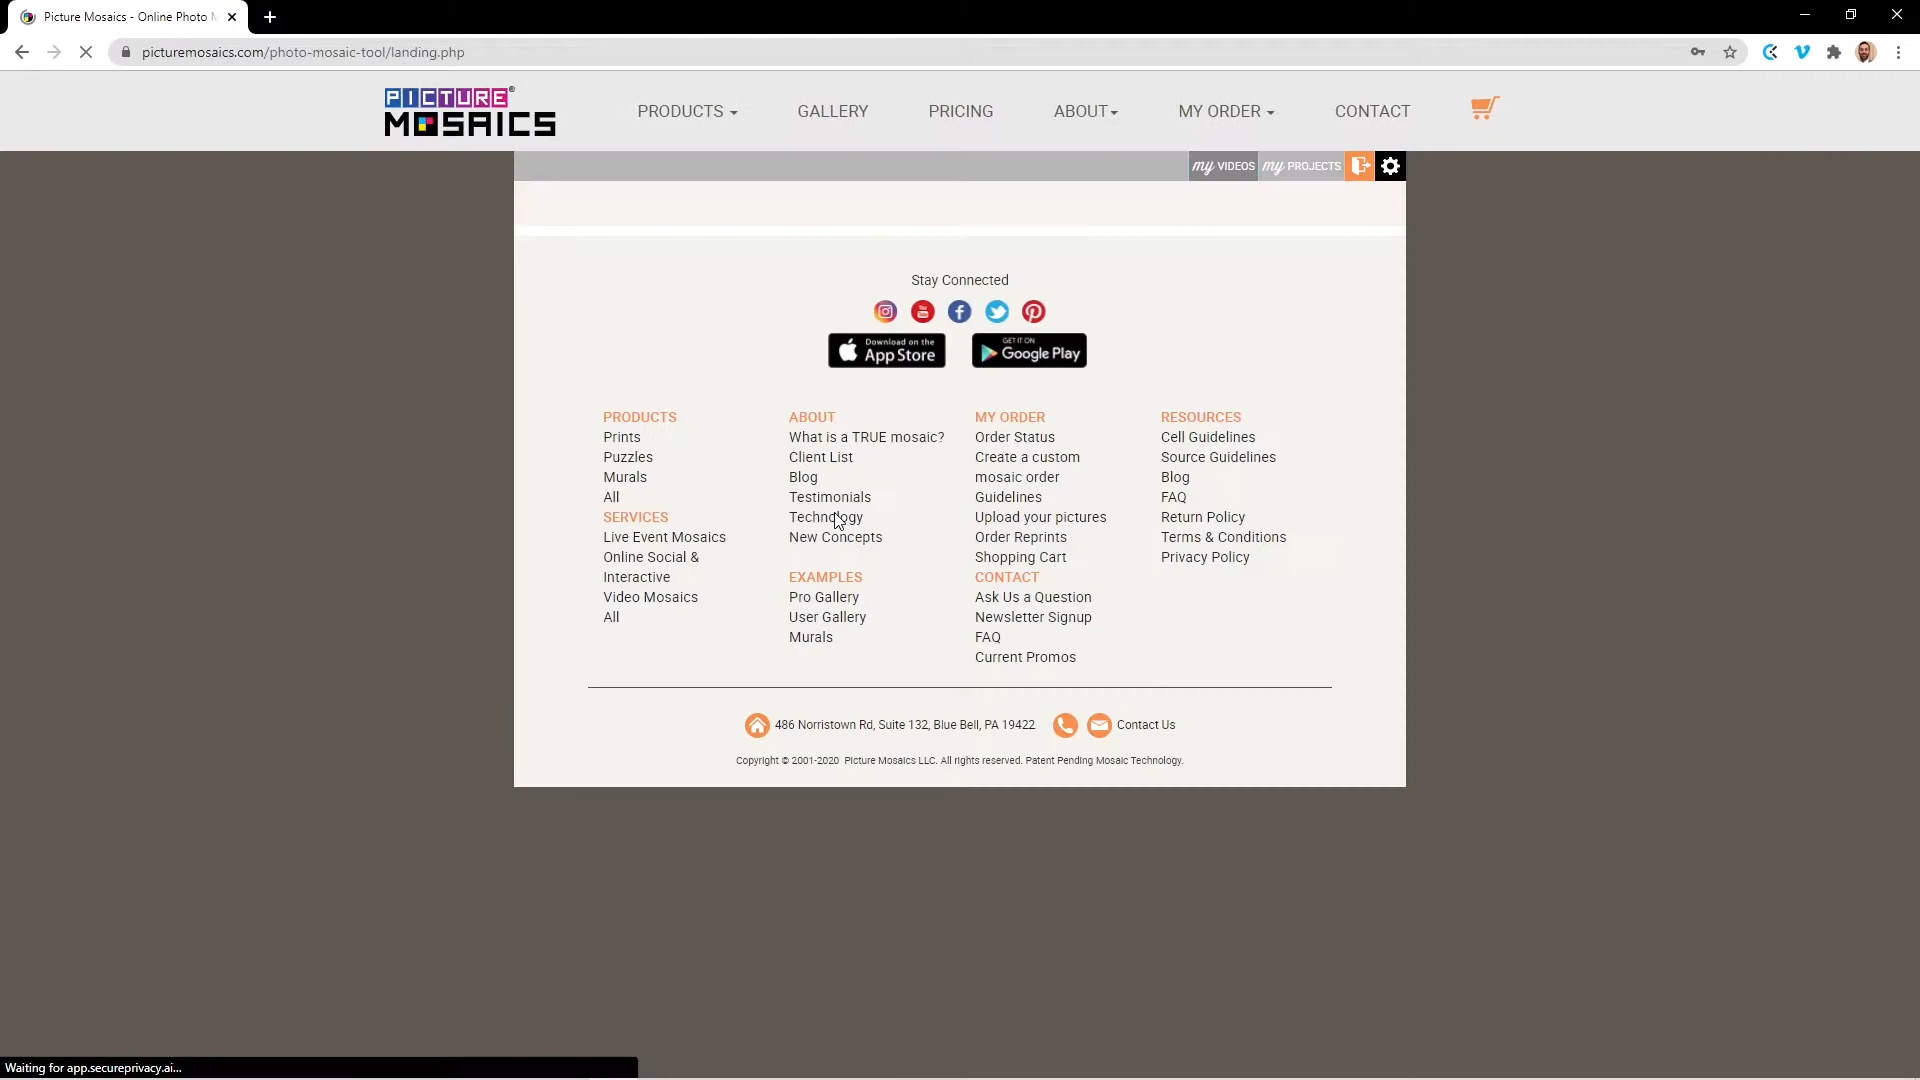 Picture Mosaics - Online Photo M
picturemosaics.com/photo-mosaic-tool/landing.php
PICTURE®
MOSAICS
PRODUCTS
GALLERY
PRICING
ABOUT
MY ORDER
CONTACT
my VIDEOS
my PROJECTS
Stay Connected
Download on the
App Store
GET IT ON
Google Play
PRODUCTS
Prints
Puzzles
Murals
All
SERVICES
Live Event Mosaics
Online Social &
Interactive
Video Mosaics
All
ABOUT
What is a TRUE mosaic?
Client List
Blog
Testimonials
Technology
New Concepts
EXAMPLES
Pro Gallery
User Gallery
Murals
MY ORDER
Order Status
Create a custom
mosaic order
Guidelines
Upload your pictures
Order Reprints
Shopping Cart
CONTACT
Ask Us a Question
Newsletter Signup
FAQ
Current Promos
RESOURCES
Cell Guidelines
Source Guidelines
Blog
FAQ
Return Policy
Terms & Conditions
Privacy Policy
486 Norristown Rd, Suite 132, Blue Bell, PA 19422
Contact Us
Copyright © 2001-2020 Picture Mosaics LLC. All rights reserved. Patent Pending Mosaic Technology.
Waiting for app.secureprivacy.ai...